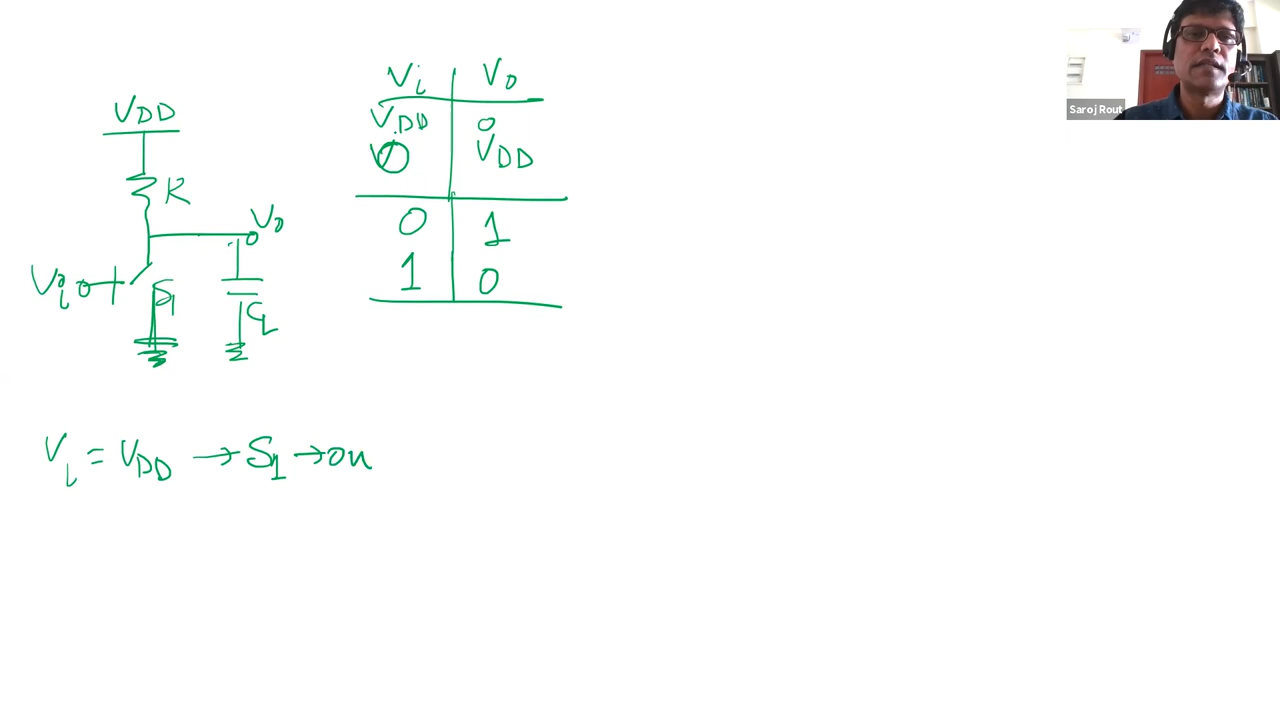 VDD
R
Vo
Vi
S1
CL
Vi Vo
VDD 0
0 VDD
0 1
1 0
Vi = VDD → S1 → on
Saroj Rout